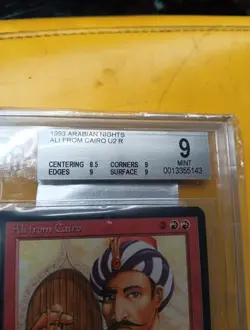 1993 ARABIAN NIGHTS
ALI FROM CAIRO U2 R
CENTERING 8.5 CORNERS 9
EDGES 9 SURFACE 9
9
MINT
0013355143
Ali from Cairo
2